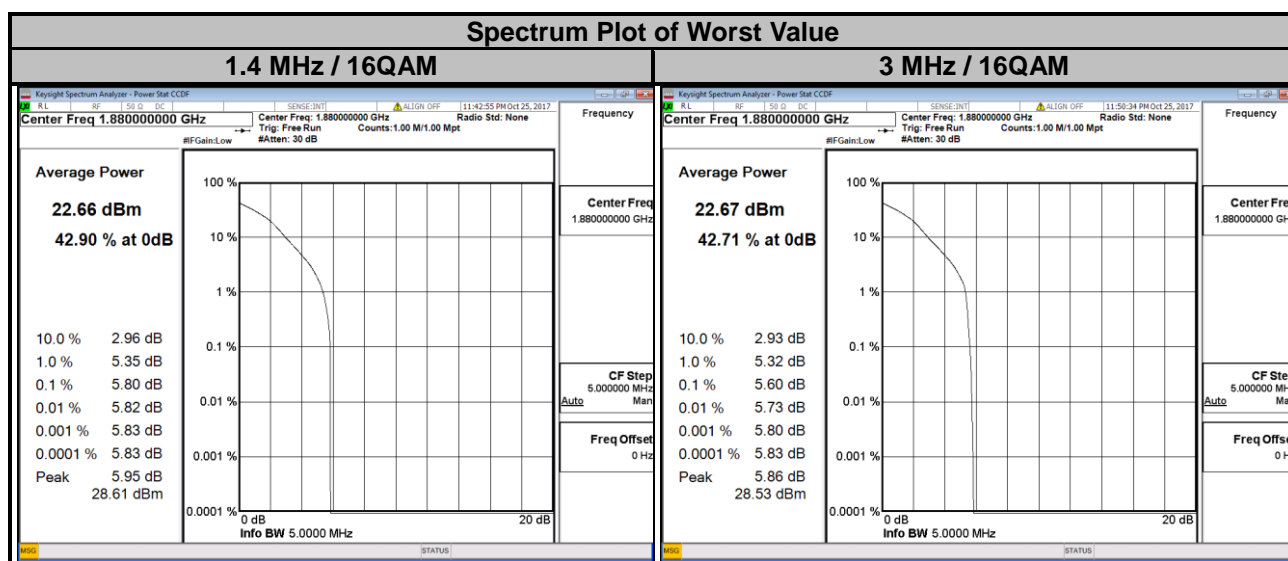 Spectrum Plot of Worst Value
1.4 MHz / 16QAM
3 MHz / 16QAM
Keysight Spectrum Analyzer - Power Stat CCDF
RL RF 50 Ω DC SENSE:INT ALIGN OFF 11:42:55 PM Oct 25, 2017
Center Freq 1.880000000 GHz
Center Freq: 1.880000000 GHz Radio Std: None
Trig: Free Run Counts:1.00 M/1.00 Mpt
#IFGain:Low #Atten: 30 dB
Frequency
Average Power
22.66 dBm
42.90 % at 0dB
10.0 % 2.96 dB
1.0 % 5.35 dB
0.1 % 5.80 dB
0.01 % 5.82 dB
0.001 % 5.83 dB
0.0001 % 5.83 dB
Peak 5.95 dB
28.61 dBm
100 %
10 %
1 %
0.1 %
0.01 %
0.001 %
0.0001 %
0 dB 20 dB
Info BW 5.0000 MHz
Center Freq
1.880000000 GHz
CF Step
5.000000 MHz
Auto Man
Freq Offset
0 Hz
MSG STATUS
Keysight Spectrum Analyzer - Power Stat CCDF
RL RF 50 Ω DC SENSE:INT ALIGN OFF 11:50:34 PM Oct 25, 2017
Center Freq 1.880000000 GHz
Center Freq: 1.880000000 GHz Radio Std: None
Trig: Free Run Counts:1.00 M/1.00 Mpt
#IFGain:Low #Atten: 30 dB
Frequency
Average Power
22.67 dBm
42.71 % at 0dB
10.0 % 2.93 dB
1.0 % 5.32 dB
0.1 % 5.60 dB
0.01 % 5.73 dB
0.001 % 5.80 dB
0.0001 % 5.83 dB
Peak 5.86 dB
28.53 dBm
100 %
10 %
1 %
0.1 %
0.01 %
0.001 %
0.0001 %
0 dB 20 dB
Info BW 5.0000 MHz
Center Fre
1.880000000 GH
CF Ste
5.000000 MH
Auto Ma
Freq Offs
0 H
MSG STATUS